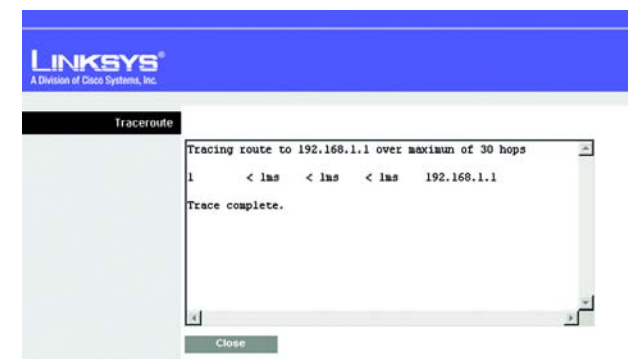 LINKSYS®
A Division of Cisco Systems, Inc.
Traceroute
Tracing route to 192.168.1.1 over maximun of 30 hops
1 < 1ms < 1ms < 1ms 192.168.1.1
Trace complete.
Close